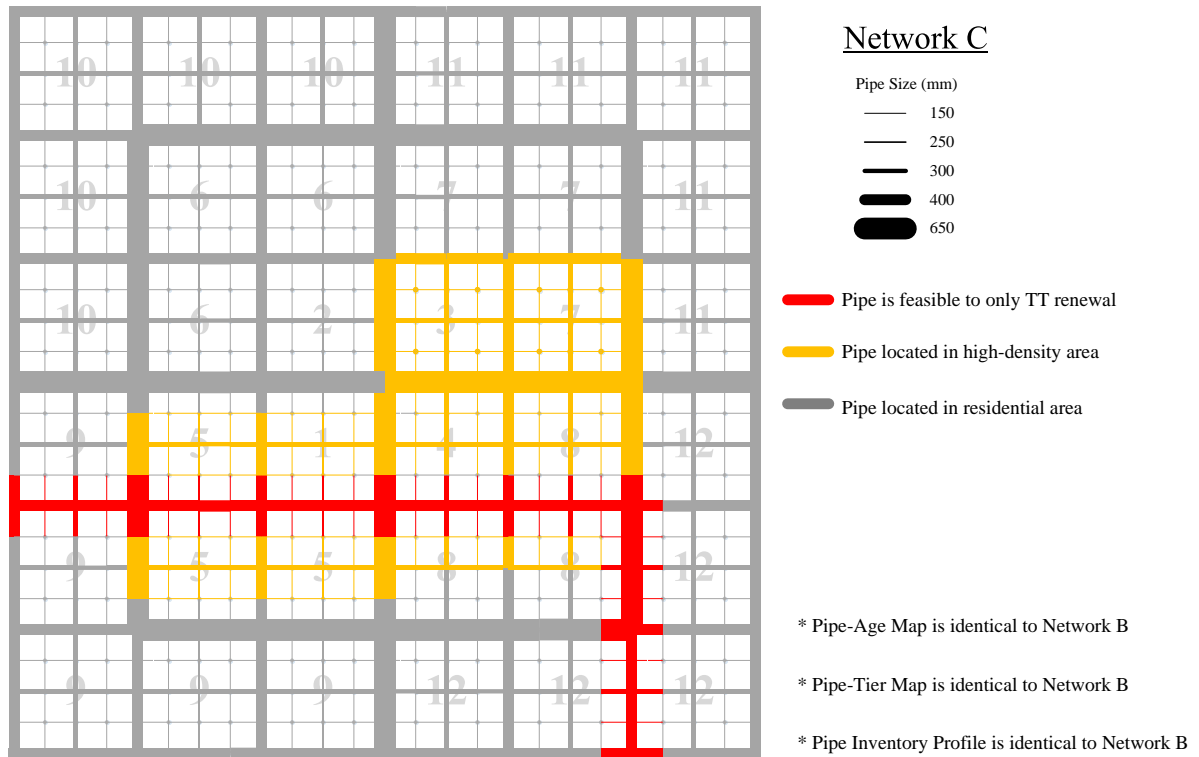 10 10 10 11 11 11
10 6 6 7 7 11
10 6 2 3 7 11
9 5 1 4 8 12
9 5 5 8 8 12
9 9 9 12 12 12
Network C
Pipe Size (mm)
150
250
300
400
650
Pipe is feasible to only TT renewal
Pipe located in high-density area
Pipe located in residential area
* Pipe-Age Map is identical to Network B
* Pipe-Tier Map is identical to Network B
* Pipe Inventory Profile is identical to Network B